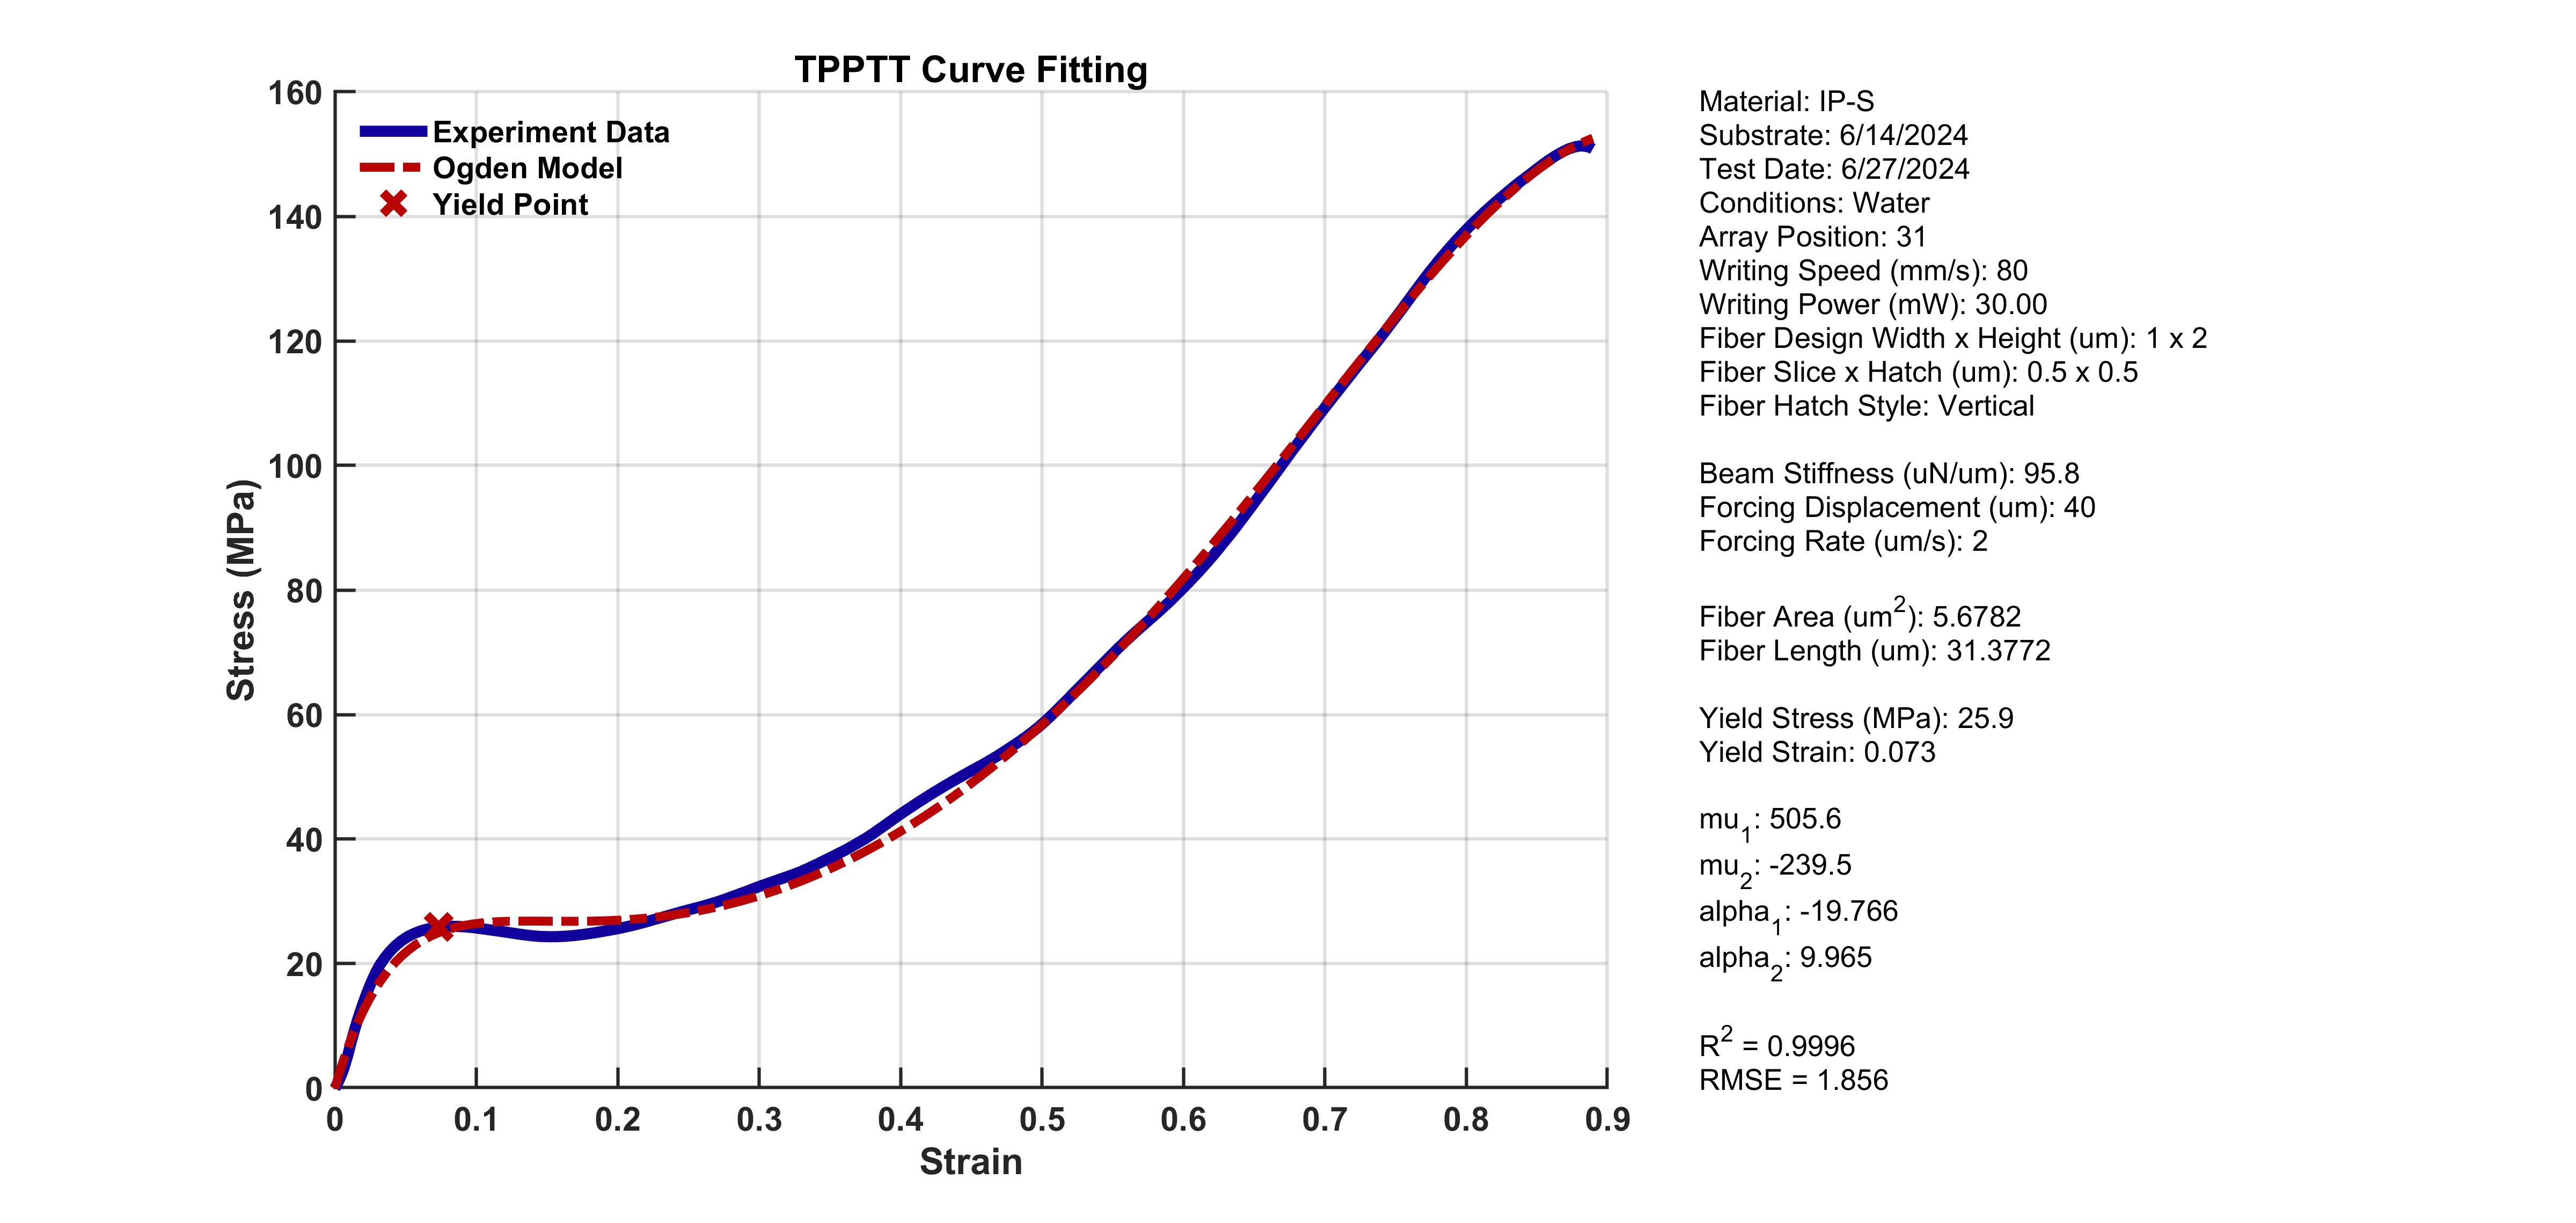 TPPTT Curve Fitting
160
140
120
100
80
60
40
20
0
Stress (MPa)
Experiment Data
Ogden Model
Yield Point
0 0.1 0.2 0.3 0.4 0.5 0.6 0.7 0.8 0.9
Strain
Material: IP-S
Substrate: 6/14/2024
Test Date: 6/27/2024
Conditions: Water
Array Position: 31
Writing Speed (mm/s): 80
Writing Power (mW): 30.00
Fiber Design Width x Height (um): 1 x 2
Fiber Slice x Hatch (um): 0.5 x 0.5
Fiber Hatch Style: Vertical
Beam Stiffness (uN/um): 95.8
Forcing Displacement (um): 40
Forcing Rate (um/s): 2
Fiber Area (um²): 5.6782
Fiber Length (um): 31.3772
Yield Stress (MPa): 25.9
Yield Strain: 0.073
mu₁: 505.6
mu₂: -239.5
alpha₁: -19.766
alpha₂: 9.965
R² = 0.9996
RMSE = 1.856